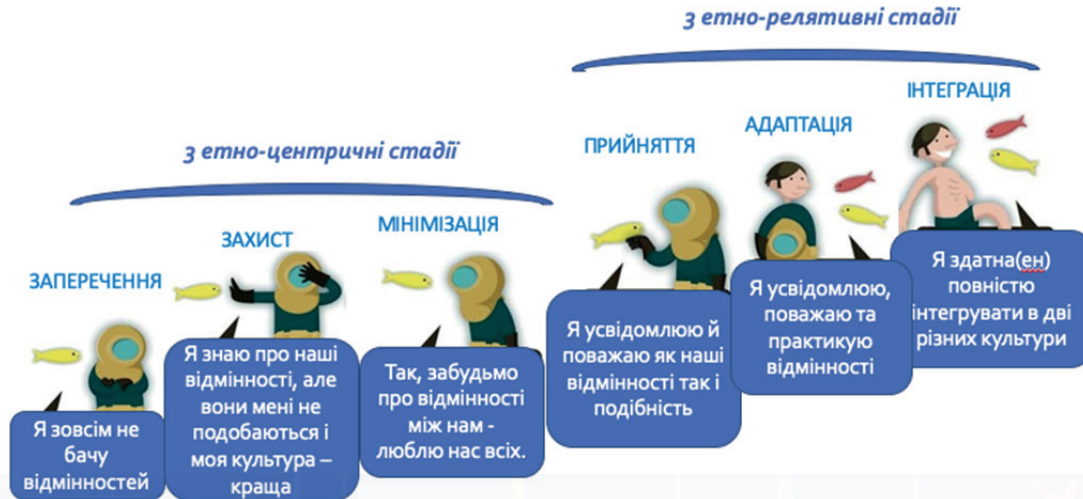 3 етно-релятивні стадії
ІНТЕГРАЦІЯ
АДАПТАЦІЯ
ПРИЙНЯТТЯ
3 етно-центричні стадії
МІНІМІЗАЦІЯ
ЗАХИСТ
ЗАПЕРЕЧЕННЯ
Я зовсім не
бачу
відмінностей
Я знаю про наші
відмінності, але
вони мені не
подобаються і
моя культура –
краща
Так, забудьмо
про відмінності
між нам -
люблю нас всіх.
Я усвідомлюю й
поважаю як наші
відмінності так і
подібність
Я усвідомлюю,
поважаю та
практикую
відмінності
Я здатна(ен)
повністю
інтегрувати в дві
різних культури